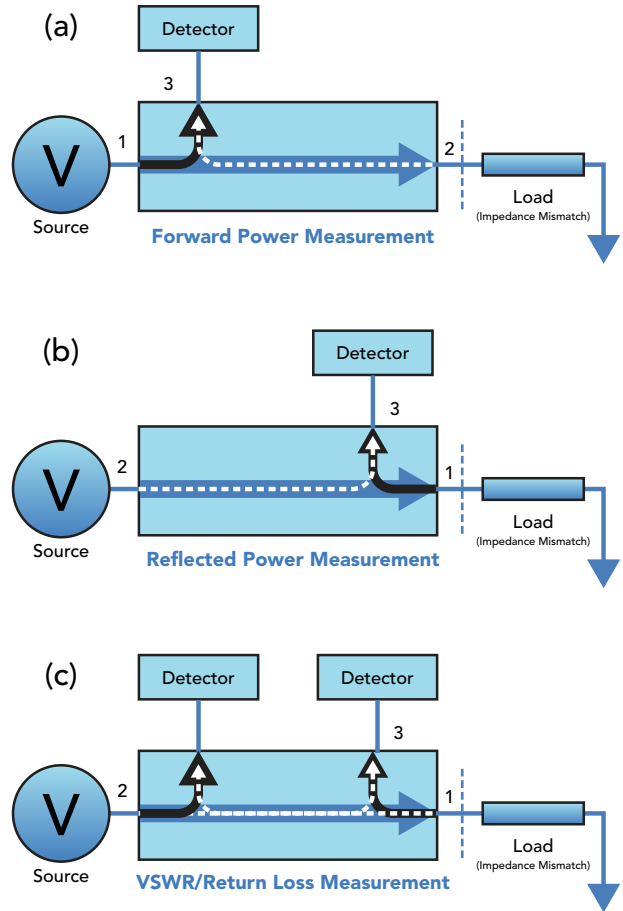 (a)
Detector
3
1
V
2
Source
Load
(Impedance Mismatch)
Forward Power Measurement
(b)
Detector
3
2
V
1
Source
Load
(Impedance Mismatch)
Reflected Power Measurement
(c)
Detector
Detector
3
2
V
1
Source
Load
(Impedance Mismatch)
VSWR/Return Loss Measurement